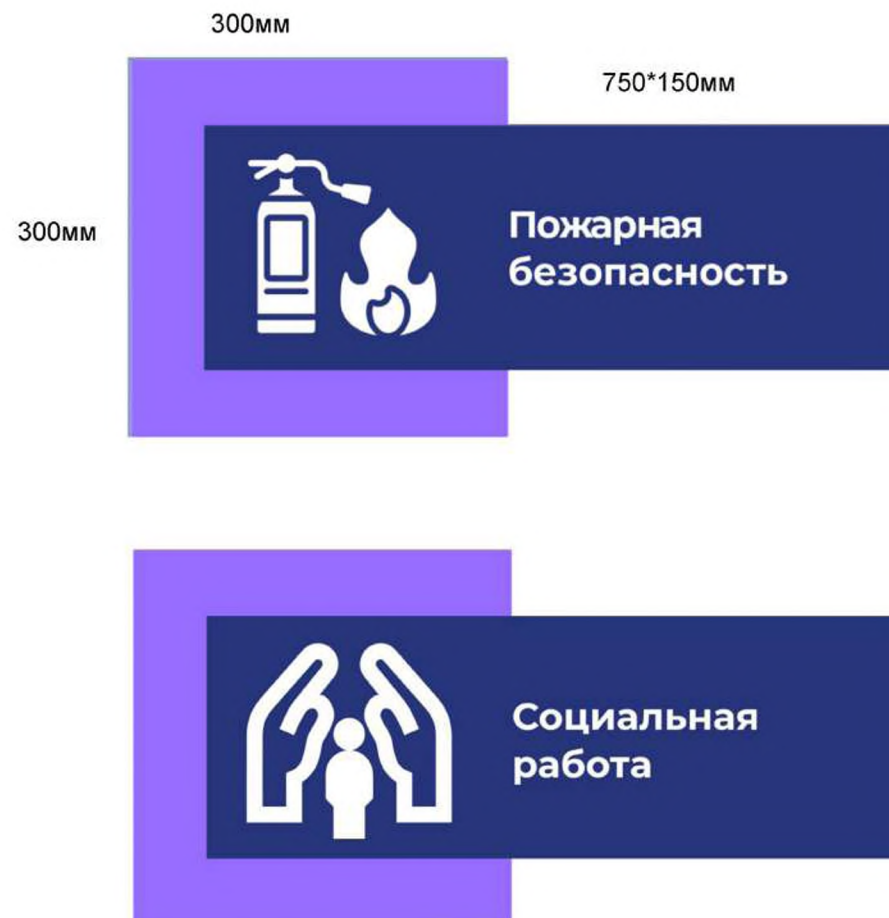 300мм
750*150мм
300мм
Пожарная
безопасность
Социальная
работа